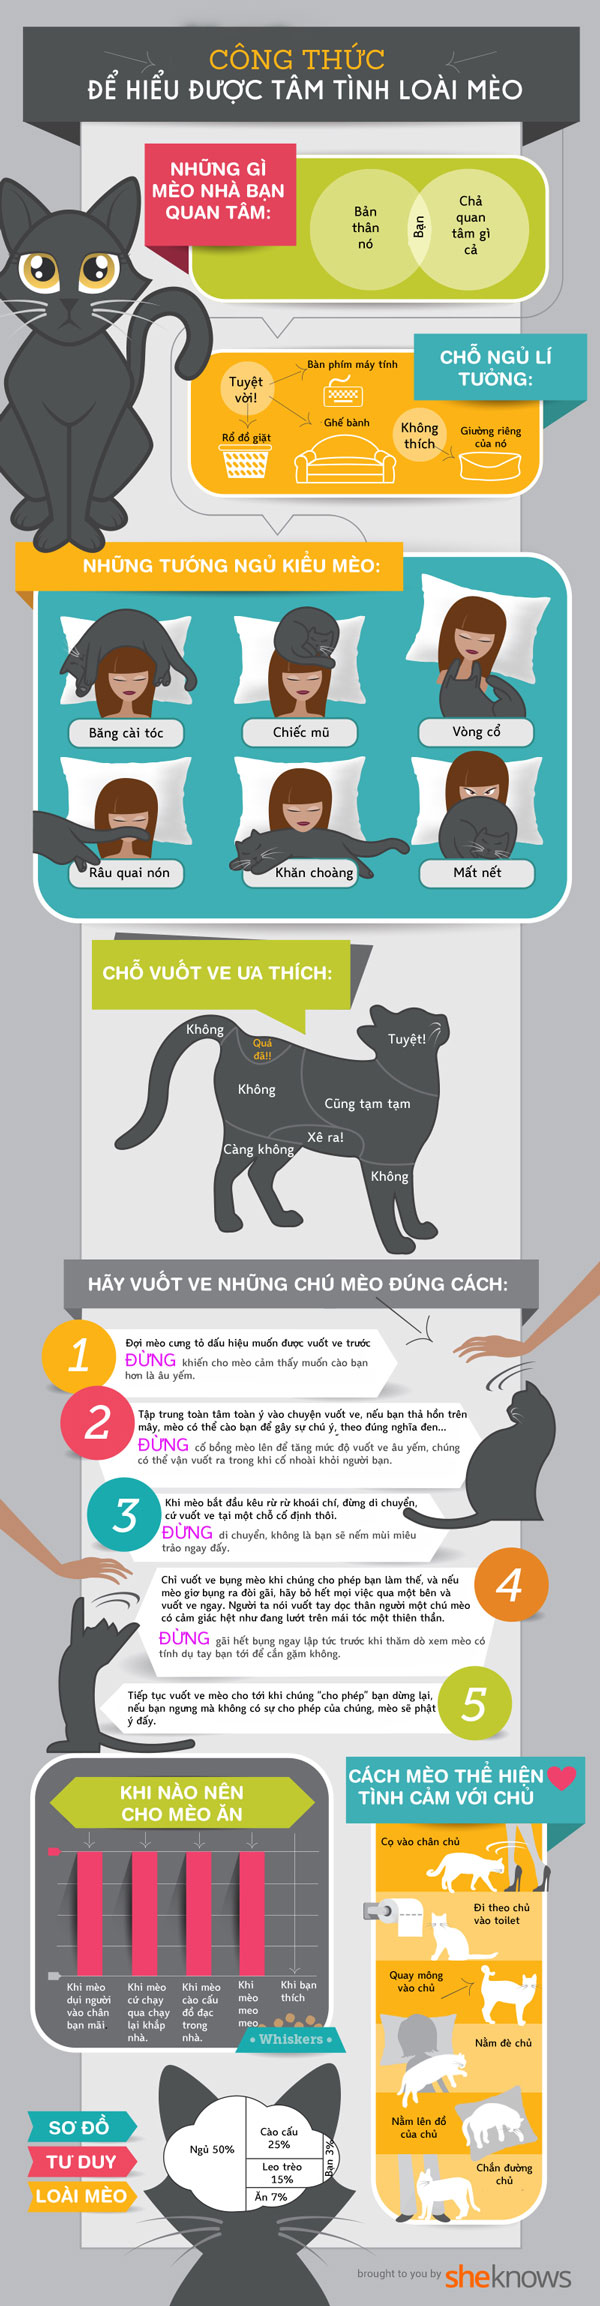 CÔNG THỨC
ĐỂ HIỂU ĐƯỢC TÂM TÌNH LOÀI MÈO
NHỮNG GÌ
MÈO NHÀ BẠN
QUAN TÂM:
Bản
thân
nó
Bạn
Chả
quan
tâm gì
cả
CHỖ NGỦ LÍ
TƯỞNG:
Tuyệt
vời!
Bàn phím máy tính
Rổ đồ giặt
Ghế bành
Không
thích
Giường riêng
của nó
NHỮNG TƯỚNG NGỦ KIỂU MÈO:
Băng cài tóc
Chiếc mũ
Vòng cổ
Râu quai nón
Khăn choàng
Mất nết
CHỖ VUỐT VE ƯA THÍCH:
Không
Quá
đã!!
Tuyệt!
Không
Cũng tạm tạm
Xê ra!
Càng không
Không
HÃY VUỐT VE NHỮNG CHÚ MÈO ĐÚNG CÁCH:
1
Đợi mèo cưng tỏ dấu hiệu muốn được vuốt ve trước
ĐỪNG khiến cho mèo cảm thấy muốn cào bạn
hơn là âu yếm.
2
Tập trung toàn tâm toàn ý vào chuyện vuốt ve, nếu bạn thả hồn trên
mây, mèo có thể cào bạn để gây sự chú ý, theo đúng nghĩa đen...
ĐỪNG cố bồng mèo lên để tăng mức độ vuốt ve âu yếm, chúng
có thể vận vuốt ra trong khi cố nhoài khỏi người bạn.
3
Khi mèo bắt đầu kêu rừ rừ khoái chí, đừng di chuyển,
cứ vuốt ve tại một chỗ cố định thôi.
ĐỪNG di chuyển, không là bạn sẽ nếm mùi miêu
trảo ngay đấy.
4
Chỉ vuốt ve bụng mèo khi chúng cho phép bạn làm thế, và nếu
mèo giơ bụng ra đòi gãi, hãy bỏ hết mọi việc qua một bên và
vuốt ve ngay. Người ta nói vuốt tay dọc thân người một chú mèo
có cảm giác hệt như đang lướt trên mái tóc một thiên thần.
ĐỪNG gãi hết bụng ngay lập tức trước khi thăm dò xem mèo có
tính dụ tay bạn tới để cắn gặm không.
5
Tiếp tục vuốt ve mèo cho tới khi chúng “cho phép” bạn dừng lại,
nếu bạn ngưng mà không có sự cho phép của chúng, mèo sẽ phật
ý đấy.
KHI NÀO NÊN
CHO MÈO ĂN
Khi mèo
dụi người
vào chân
bạn mãi.
Khi mèo
cứ chạy
qua chạy
lại khắp
nhà.
Khi mèo
cào cấu
đồ đạc
trong
nhà.
Khi
mèo
meo
meo
Khi bạn
thích
Whiskers
CÁCH MÈO THỂ HIỆN
TÌNH CẢM VỚI CHỦ
Cọ vào chân chủ
Đi theo chủ
vào toilet
Quay mông
vào chủ
Nằm đè chủ
Nằm lên đồ
của chủ
Chắn đường
chủ
SƠ ĐỒ
TƯ DUY
LOÀI MÈO
Ngủ 50%
Cào cấu
25%
Leo trèo
15%
Ăn 7%
Bạn 3%
brought to you by sheknows